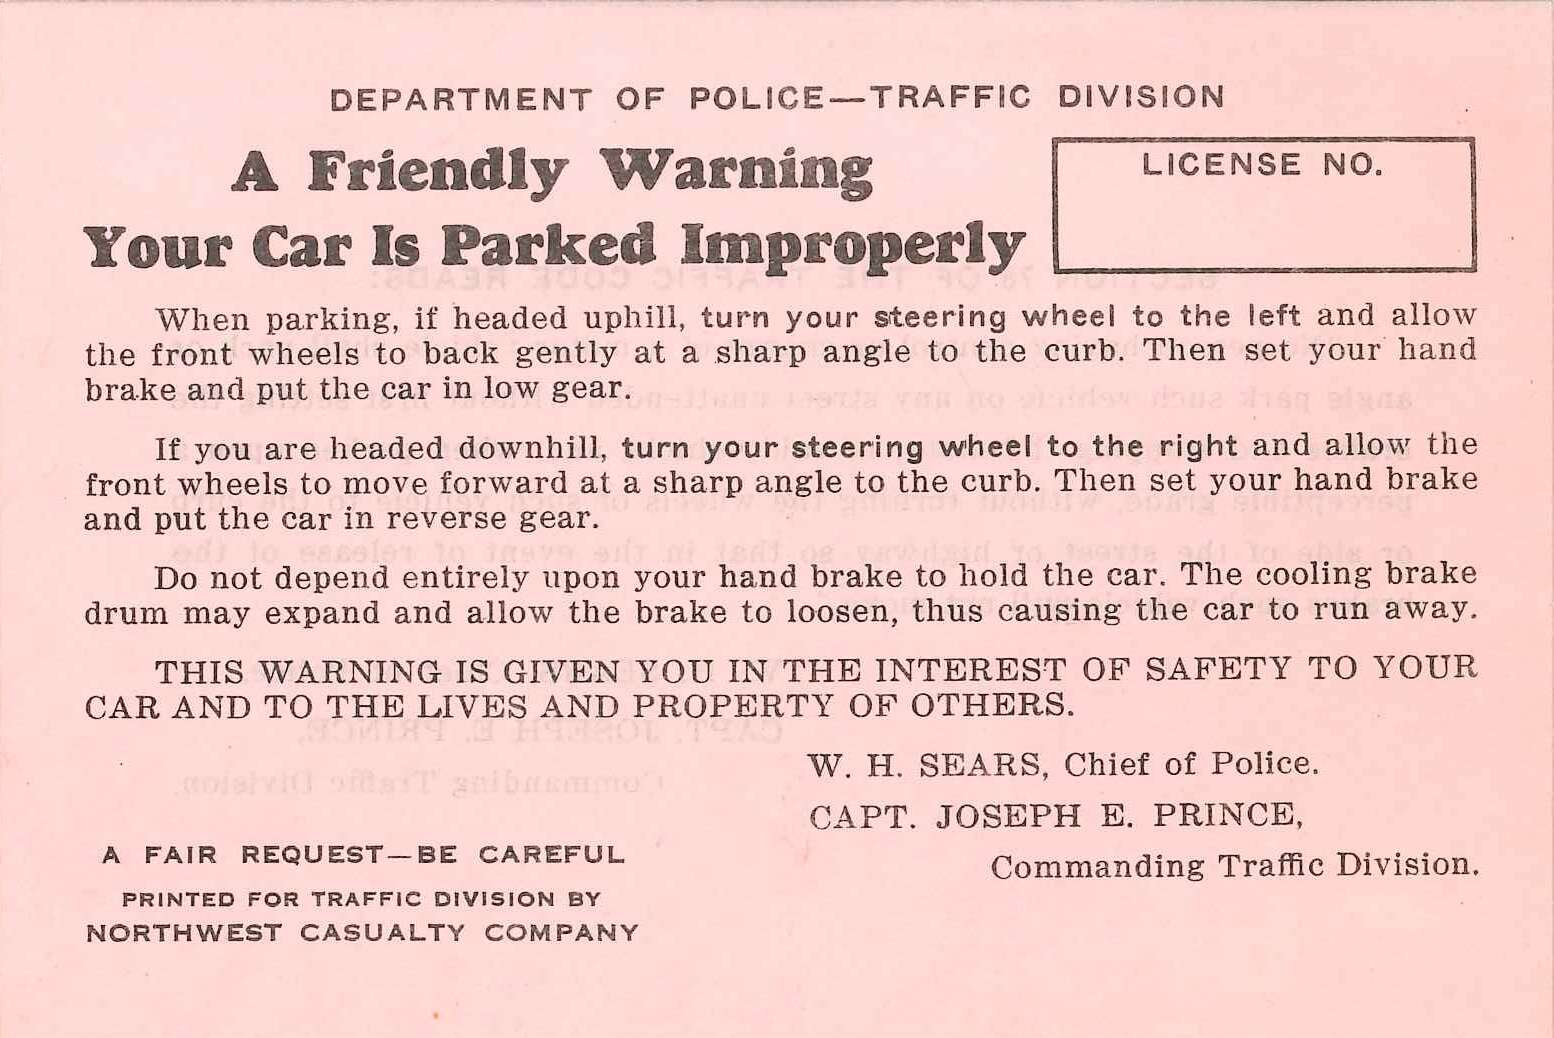 DEPARTMENT OF POLICE—TRAFFIC DIVISION
A Friendly Warning
Your Car Is Parked Improperly
LICENSE NO.
When parking, if headed uphill, turn your steering wheel to the left and allow
the front wheels to back gently at a sharp angle to the curb. Then set your hand
brake and put the car in low gear.
If you are headed downhill, turn your steering wheel to the right and allow the
front wheels to move forward at a sharp angle to the curb. Then set your hand brake
and put the car in reverse gear.
Do not depend entirely upon your hand brake to hold the car. The cooling brake
drum may expand and allow the brake to loosen, thus causing the car to run away.
THIS WARNING IS GIVEN YOU IN THE INTEREST OF SAFETY TO YOUR
CAR AND TO THE LIVES AND PROPERTY OF OTHERS.
W. H. SEARS, Chief of Police.
CAPT. JOSEPH E. PRINCE,
Commanding Traffic Division.
A FAIR REQUEST—BE CAREFUL
PRINTED FOR TRAFFIC DIVISION BY
NORTHWEST CASUALTY COMPANY